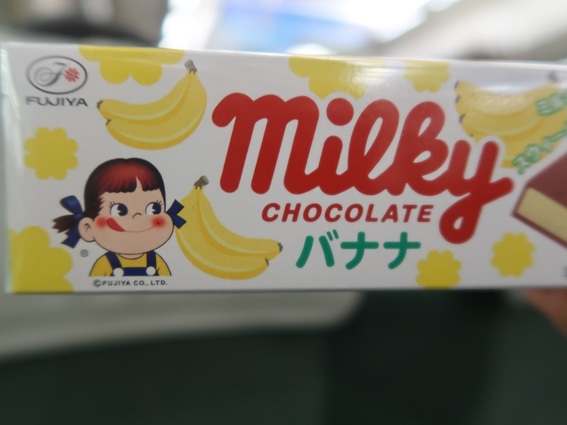 FUJIYA
milky
CHOCOLATE
バナナ
®
©FUJIYA CO., LTD.